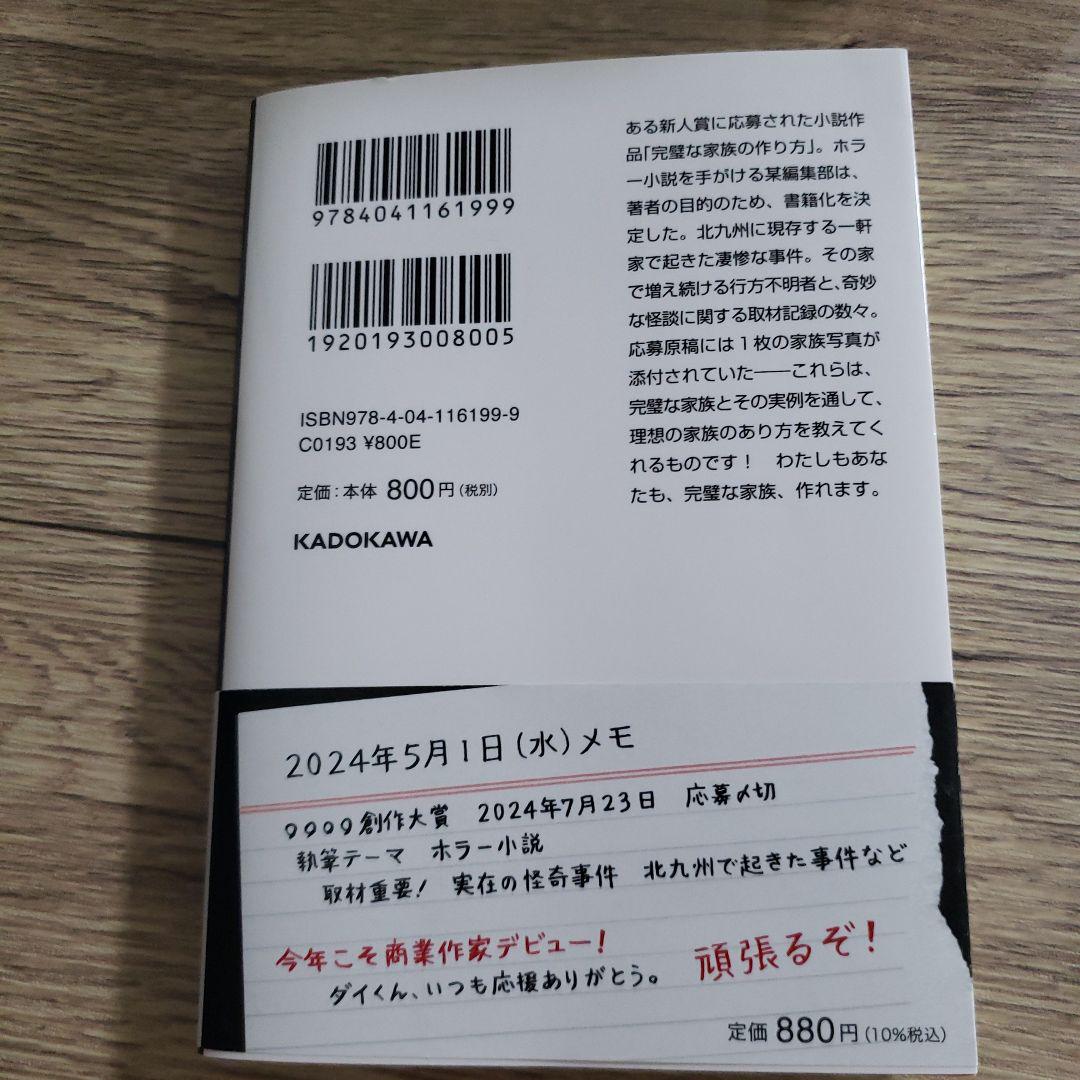 9784041161999
1920193008005
ISBN978-4-04-116199-9
C0193 ¥800E
定価：本体 800円（税別）
KADOKAWA
ある新人賞に応募された小説作
品「完璧な家族の作り方」。ホラ
ー小説を手がける某編集部は、
著者の目的のため、書籍化を決
定した。北九州に現存する一軒
家で起きた凄惨な事件。その家
で増え続ける行方不明者と、奇妙
な怪談に関する取材記録の数々。
応募原稿には１枚の家族写真が
添付されていた――これらは、
完璧な家族とその実例を通して、
理想の家族のあり方を教えてく
れるものです！　わたしもあな
たも、完璧な家族、作れます。
2024年5月1日（水）メモ
9999創作大賞　2024年7月23日　応募〆切
執筆テーマ　ホラー小説
取材重要！　実在の怪奇事件　北九州で起きた事件など
今年こそ商業作家デビュー！
ダイくん、いつも応援ありがとう。
頑張るぞ！
定価 880円（10%税込）